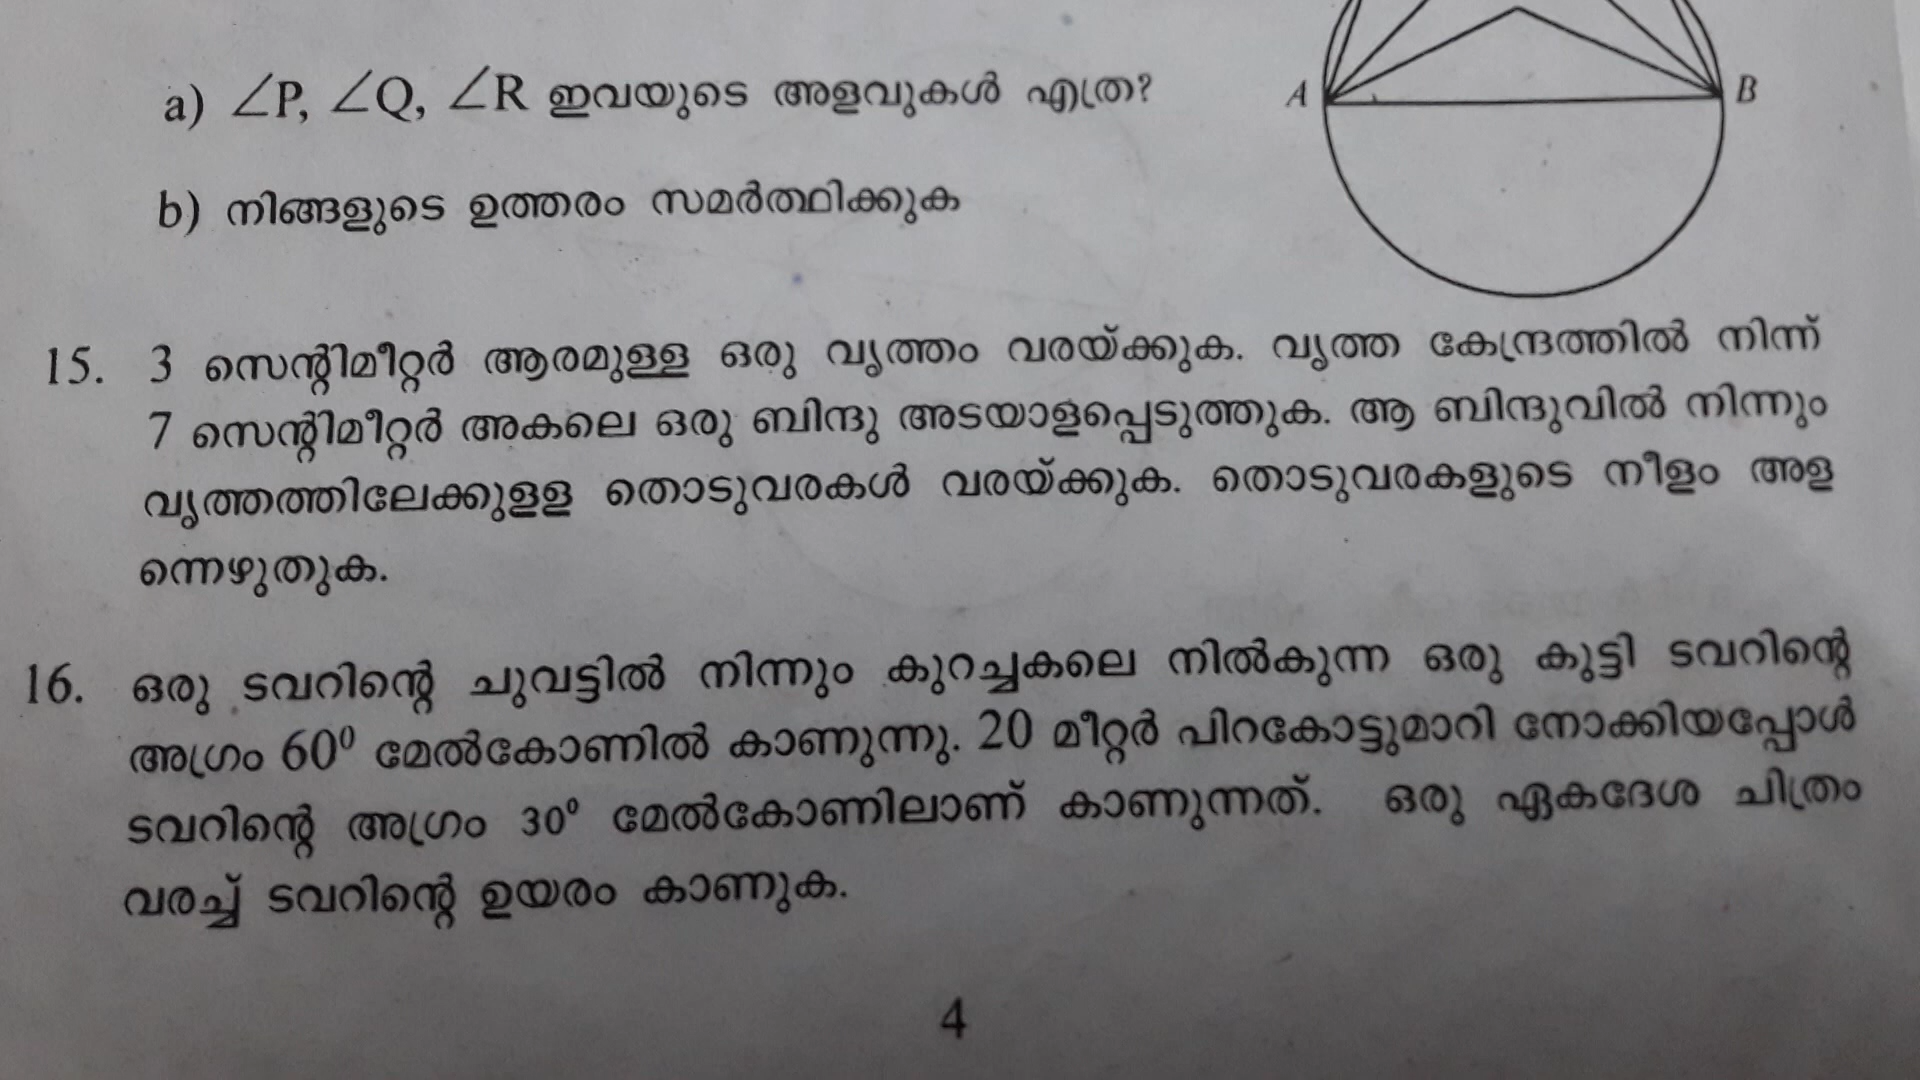 a) ∠P, ∠Q, ∠R ഇവയുടെ അളവുകൾ എത്ര?
A
B
b) നിങ്ങളുടെ ഉത്തരം സമർത്ഥിക്കുക
15. 3 സെന്റിമീറ്റർ ആരമുള്ള ഒരു വൃത്തം വരയ്ക്കുക. വൃത്ത കേന്ദ്രത്തിൽ നിന്ന്
7 സെന്റിമീറ്റർ അകലെ ഒരു ബിന്ദു അടയാളപ്പെടുത്തുക. ആ ബിന്ദുവിൽ നിന്നും
വൃത്തത്തിലേക്കുള്ള തൊടുവരകൾ വരയ്ക്കുക. തൊടുവരകളുടെ നീളം അള
ന്നെഴുതുക.
16. ഒരു ടവറിന്റെ ചുവട്ടിൽ നിന്നും കുറച്ചകലെ നിൽകുന്ന ഒരു കുട്ടി ടവറിന്റെ
അഗ്രം 60⁰ മേൽകോണിൽ കാണുന്നു. 20 മീറ്റർ പിറകോട്ടുമാറി നോക്കിയപ്പോൾ
ടവറിന്റെ അഗ്രം 30° മേൽകോണിലാണ് കാണുന്നത്. ഒരു ഏകദേശ ചിത്രം
വരച്ച് ടവറിന്റെ ഉയരം കാണുക.
4